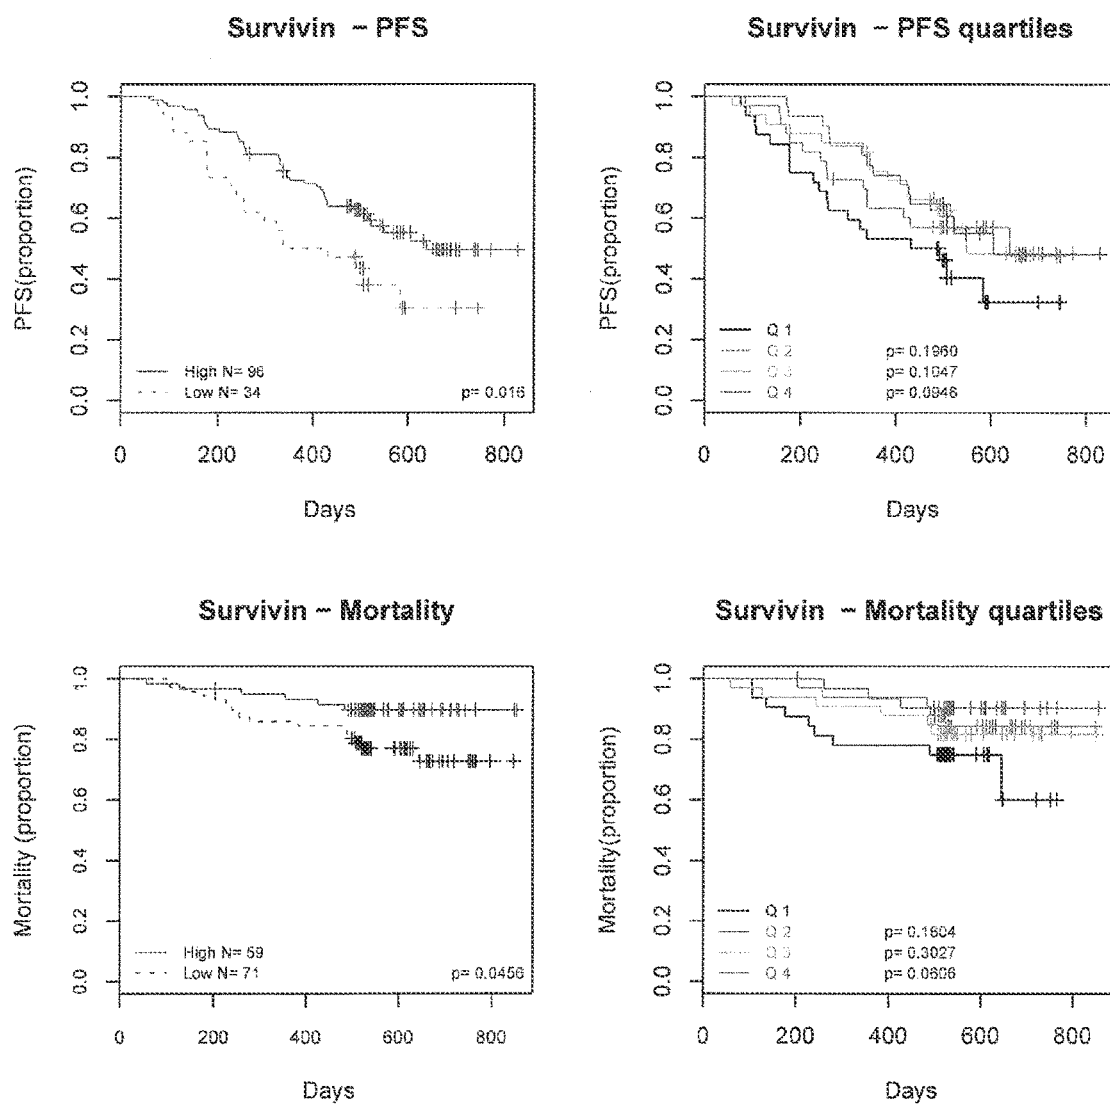 Survivin – PFS
PFS(proportion)
1.0
0.8
0.6
0.4
0.2
0.0
High N= 96
Low N= 34
p= 0.016
0 200 400 600 800
Days
Survivin – PFS quartiles
PFS(proportion)
1.0
0.8
0.6
0.4
0.2
0.0
Q 1
Q 2 p= 0.1960
Q 3 p= 0.1047
Q 4 p= 0.0946
0 200 400 600 800
Days
Survivin – Mortality
Mortality (proportion)
1.0
0.8
0.6
0.4
0.2
0.0
High N= 59
Low N= 71
p= 0.0456
0 200 400 600 800
Days
Survivin – Mortality quartiles
Mortality(proportion)
1.0
0.8
0.6
0.4
0.2
0.0
Q 1
Q 2 p= 0.1604
Q 3 p= 0.3027
Q 4 p= 0.0606
0 200 400 600 800
Days